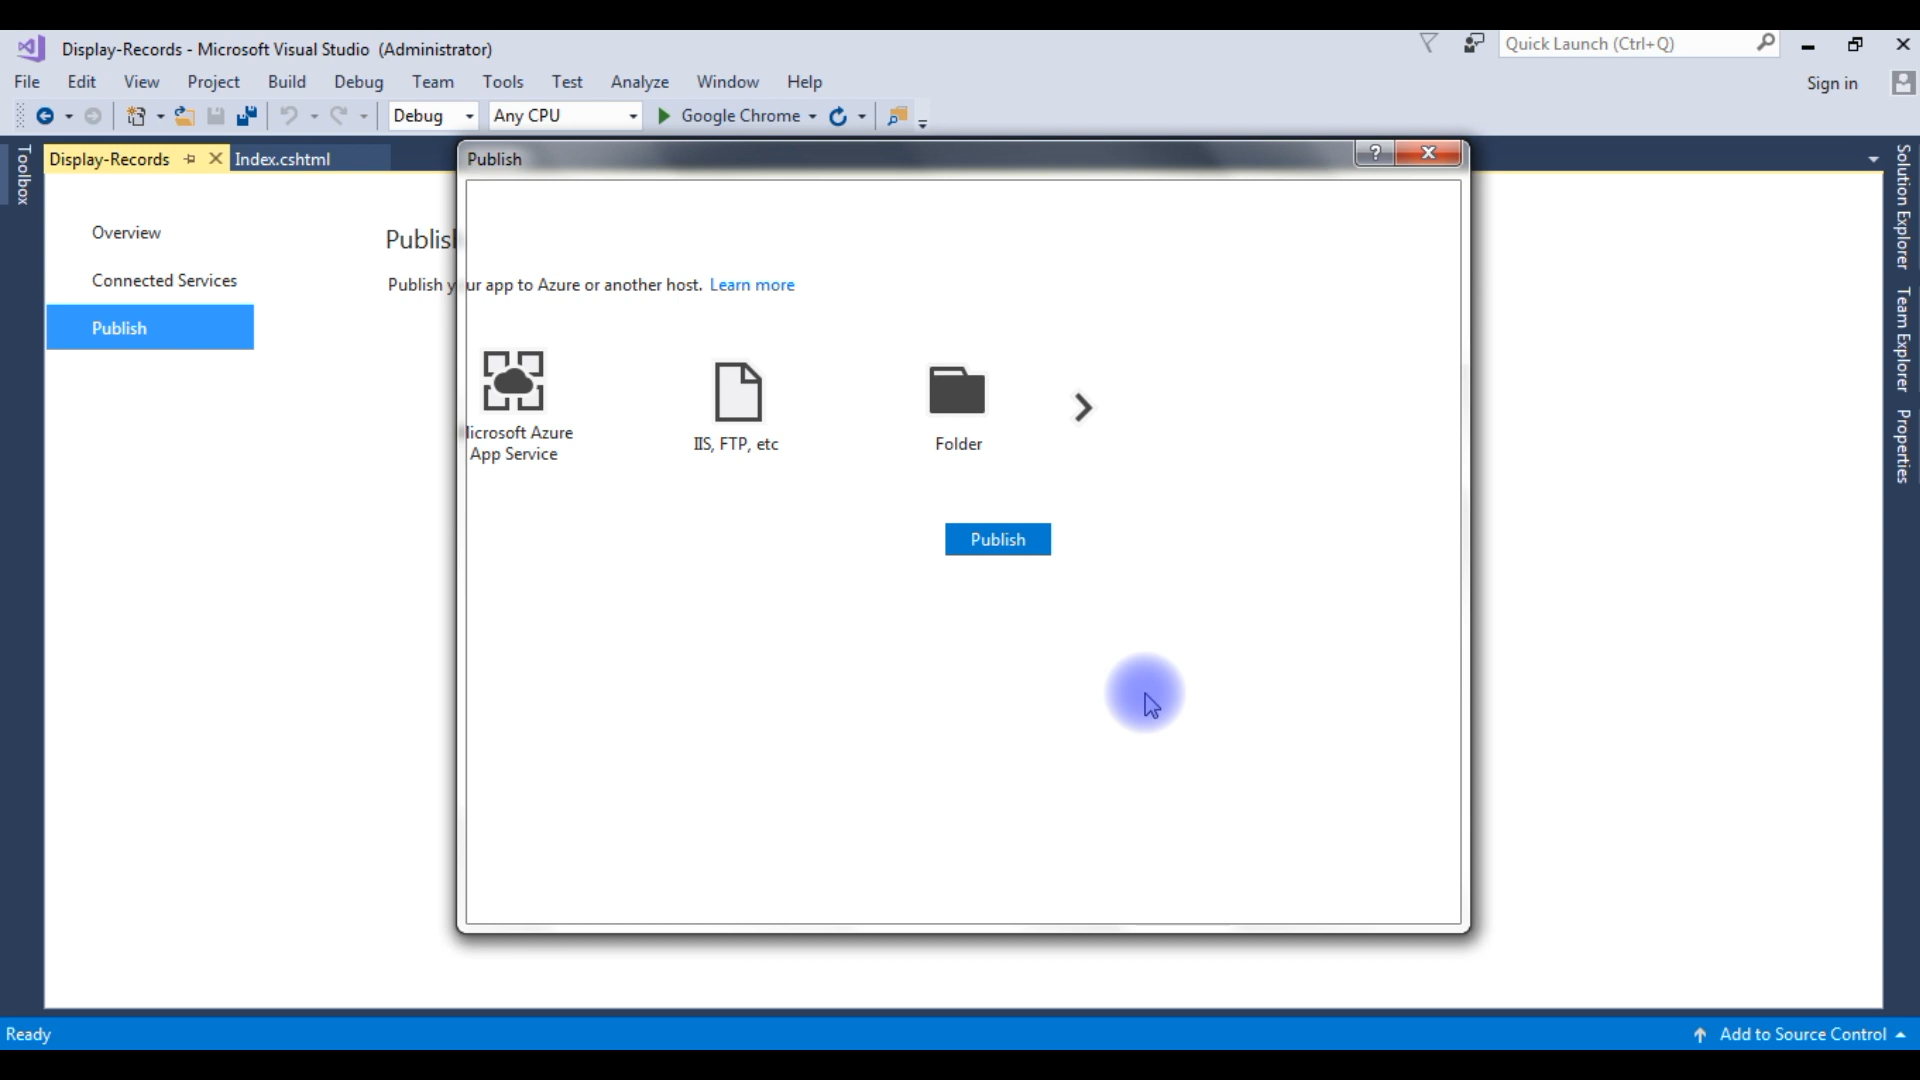 Display-Records - Microsoft Visual Studio (Administrator)
Quick Launch (Ctrl+Q)
File Edit View Project Build Debug Team Tools Test Analyze Window Help
Sign in
Debug Any CPU Google Chrome
Toolbox
Display-Records Index.cshtml
Publish
?
Overview
Connected Services
Publish
Publish
Publish your app to Azure or another host. Learn more
Microsoft Azure
App Service
IIS, FTP, etc
Folder
Publish
Solution Explorer
Team Explorer
Properties
Ready
Add to Source Control